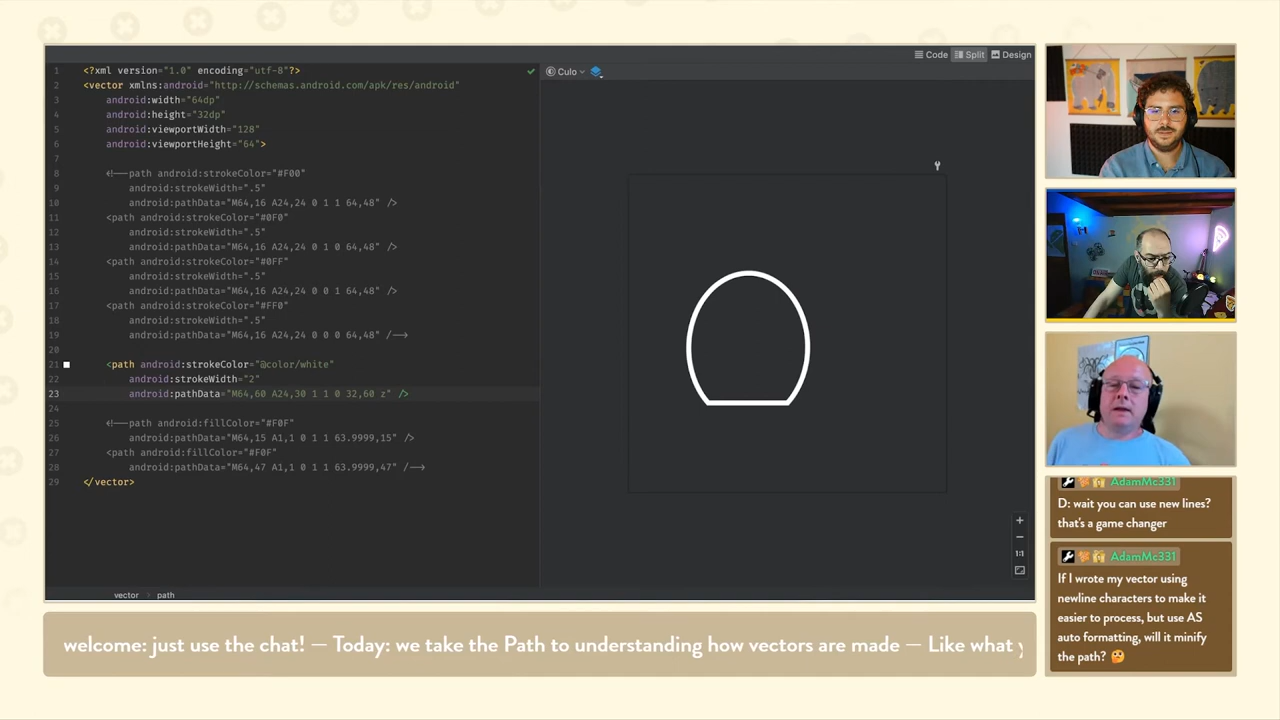 Code Split Design
1 <?xml version="1.0" encoding="utf-8"?>
2 <vector xmlns:android="http://schemas.android.com/apk/res/android"
3 android:width="64dp"
4 android:height="32dp"
5 android:viewportWidth="128"
6 android:viewportHeight="64">
7
8 <!--path android:strokeColor="#F00"
9 android:strokeWidth=".5"
10 android:pathData="M64,16 A24,24 0 1 1 64,48" />
11 <path android:strokeColor="#0F0"
12 android:strokeWidth=".5"
13 android:pathData="M64,16 A24,24 0 1 0 64,48" />
14 <path android:strokeColor="#0FF"
15 android:strokeWidth=".5"
16 android:pathData="M64,16 A24,24 0 0 1 64,48" />
17 <path android:strokeColor="#FF0"
18 android:strokeWidth=".5"
19 android:pathData="M64,16 A24,24 0 0 0 64,48" /-->
20
21 <path android:strokeColor="@color/white"
22 android:strokeWidth="2"
23 android:pathData="M64,60 A24,30 1 1 0 32,60 z" />
24
25 <!--path android:fillColor="#F0F"
26 android:pathData="M64,15 A1,1 0 1 1 63.9999,15" />
27 <path android:fillColor="#F0F"
28 android:pathData="M64,47 A1,1 0 1 1 63.9999,47" /-->
29 </vector>
vector › path
Culo
1:1
AdamMc331
D: wait you can use new lines?
that's a game changer
AdamMc331
If I wrote my vector using
newline characters to make it
easier to process, but use AS
auto formatting, will it minify
the path? 🤔
welcome: just use the chat! — Today: we take the Path to understanding how vectors are made — Like what y